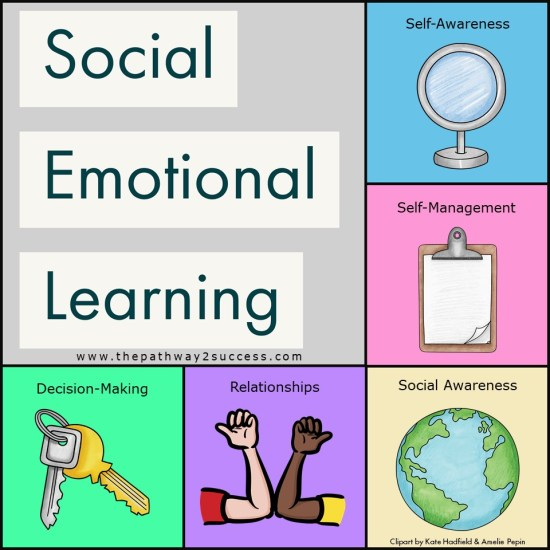 Social
Emotional
Learning
www.thepathway2success.com
Self-Awareness
Self-Management
Decision-Making
Relationships
Social Awareness
Clipart by Kate Hadfield & Amelie Pepin